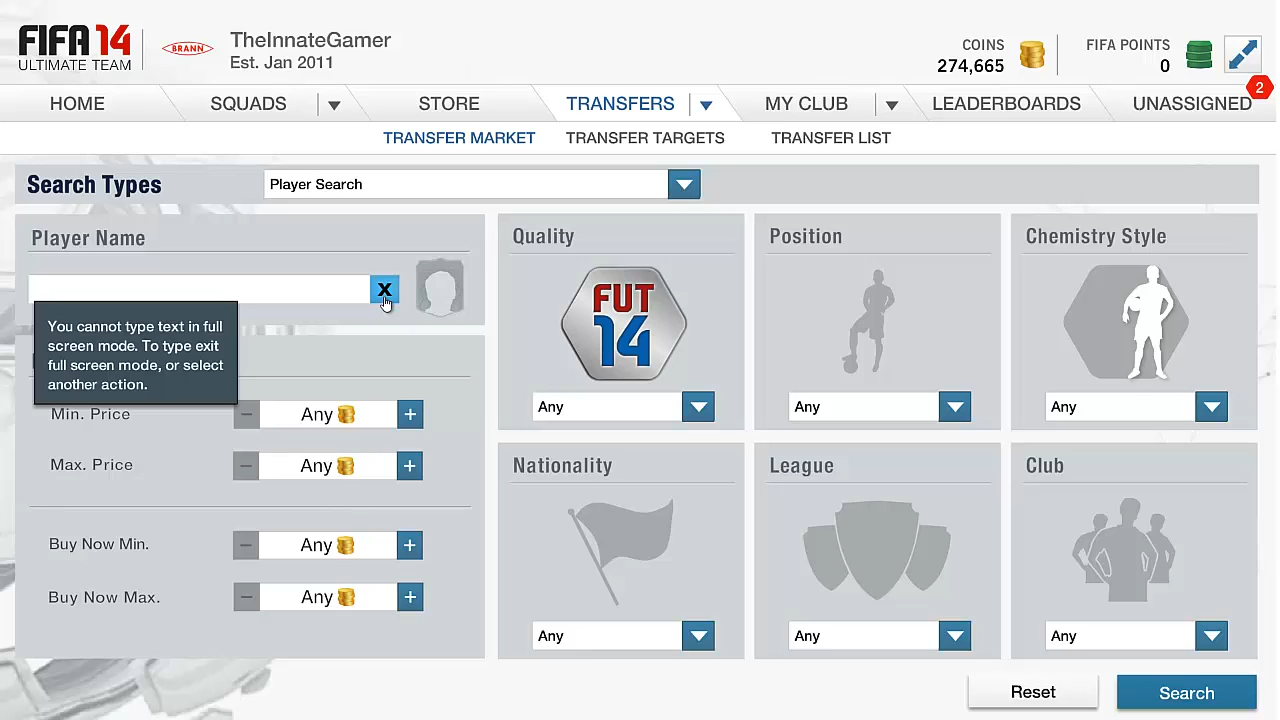 FIFA 14
ULTIMATE TEAM
BRANN
TheInnateGamer
Est. Jan 2011
COINS
274,665
FIFA POINTS
0
2
HOME
SQUADS
STORE
TRANSFERS
MY CLUB
LEADERBOARDS
UNASSIGNED
TRANSFER MARKET
TRANSFER TARGETS
TRANSFER LIST
Search Types
Player Search
Player Name
X
You cannot type text in full
screen mode. To type exit
full screen mode, or select
another action.
Min. Price
− Any +
Max. Price
− Any +
Buy Now Min.
− Any +
Buy Now Max.
− Any +
Quality
FUT
14
Any
Position
Any
Chemistry Style
Any
Nationality
Any
League
Any
Club
Any
Reset
Search